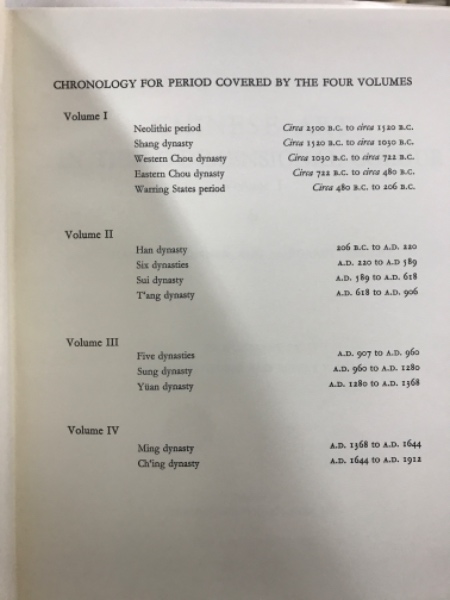 CHRONOLOGY FOR PERIOD COVERED BY THE FOUR VOLUMES
Volume I
Neolithic period Circa 2500 B.C. to circa 1520 B.C.
Shang dynasty Circa 1520 B.C. to circa 1030 B.C.
Western Chou dynasty Circa 1030 B.C. to circa 722 B.C.
Eastern Chou dynasty Circa 722 B.C. to circa 480 B.C.
Warring States period Circa 480 B.C. to 206 B.C.
Volume II
Han dynasty 206 B.C. to A.D. 220
Six dynasties A.D. 220 to A.D 589
Sui dynasty A.D. 589 to A.D. 618
T'ang dynasty A.D. 618 to A.D. 906
Volume III
Five dynasties A.D. 907 to A.D. 960
Sung dynasty A.D. 960 to A.D. 1280
Yüan dynasty A.D. 1280 to A.D. 1368
Volume IV
Ming dynasty A.D. 1368 to A.D. 1644
Ch'ing dynasty A.D. 1644 to A.D. 1912